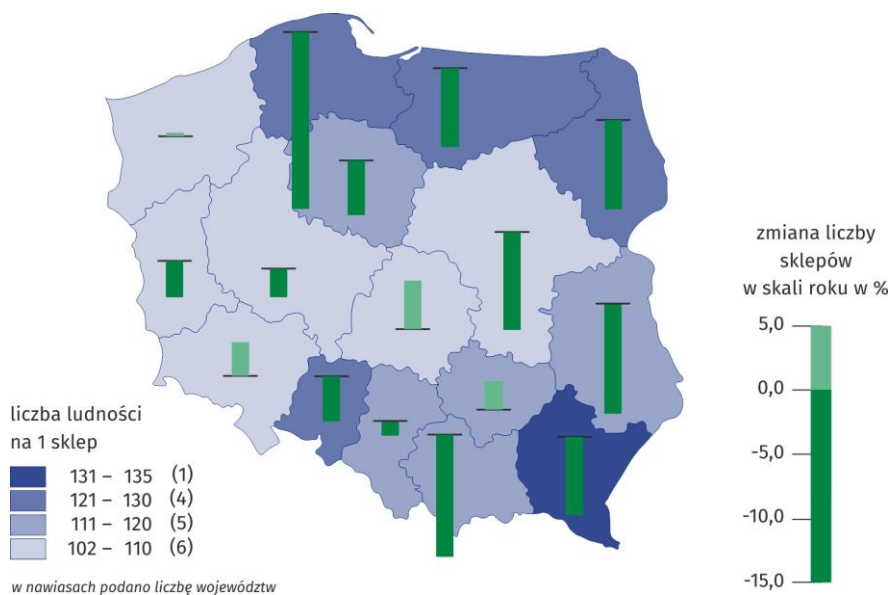 zmiana liczby
sklepów
w skali roku w %
5,0
0,0
-5,0
-10,0
-15,0
liczba ludności
na 1 sklep
131 – 135 (1)
121 – 130 (4)
111 – 120 (5)
102 – 110 (6)
w nawiasach podano liczbę województw